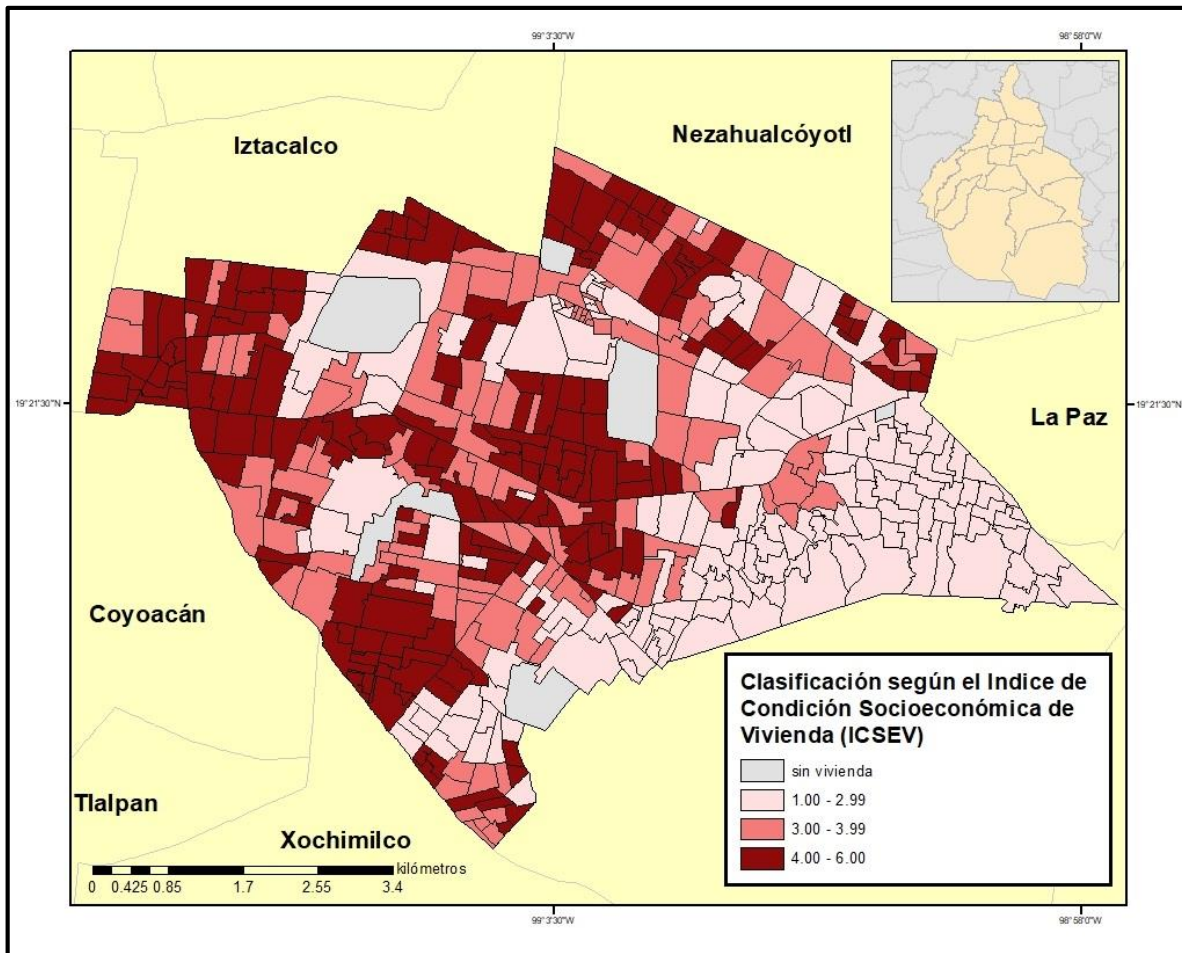 99°3'30"W
98°58'0"W
Iztacalco
Nezahualcóyotl
19°21'30"N
19°21'30"N
La Paz
Coyoacán
Clasificación según el Indice de
Condición Socioeconómica de
Vivienda (ICSEV)
sin vivienda
1.00 - 2.99
3.00 - 3.99
4.00 - 6.00
Tlalpan
Xochimilco
kilómetros
0 0.425 0.85 1.7 2.55 3.4
99°3'30"W
98°58'0"W